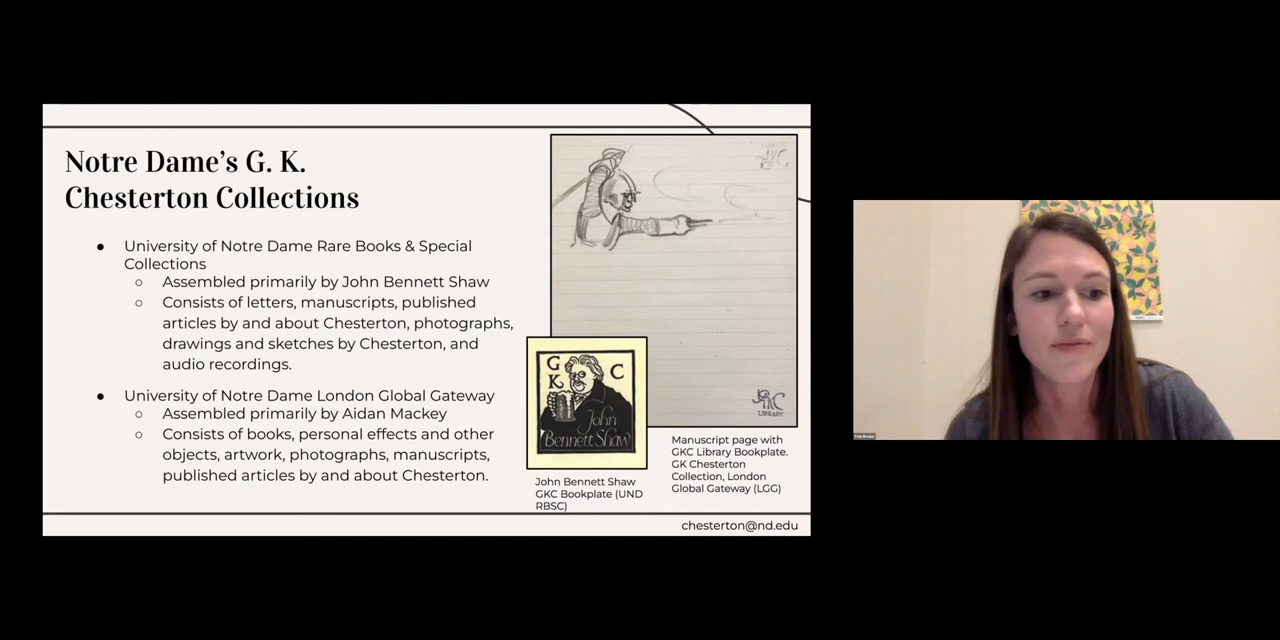 Notre Dame’s G. K.
Chesterton Collections
● University of Notre Dame Rare Books & Special
Collections
○ Assembled primarily by John Bennett Shaw
○ Consists of letters, manuscripts, published
articles by and about Chesterton, photographs,
drawings and sketches by Chesterton, and
audio recordings.
● University of Notre Dame London Global Gateway
○ Assembled primarily by Aidan Mackey
○ Consists of books, personal effects and other
objects, artwork, photographs, manuscripts,
published articles by and about Chesterton.
G
K C
John
Bennett Shaw
John Bennett Shaw
GKC Bookplate (UND
RBSC)
LIBRARY
Manuscript page with
GKC Library Bookplate.
GK Chesterton
Collection, London
Global Gateway (LGG)
chesterton@nd.edu